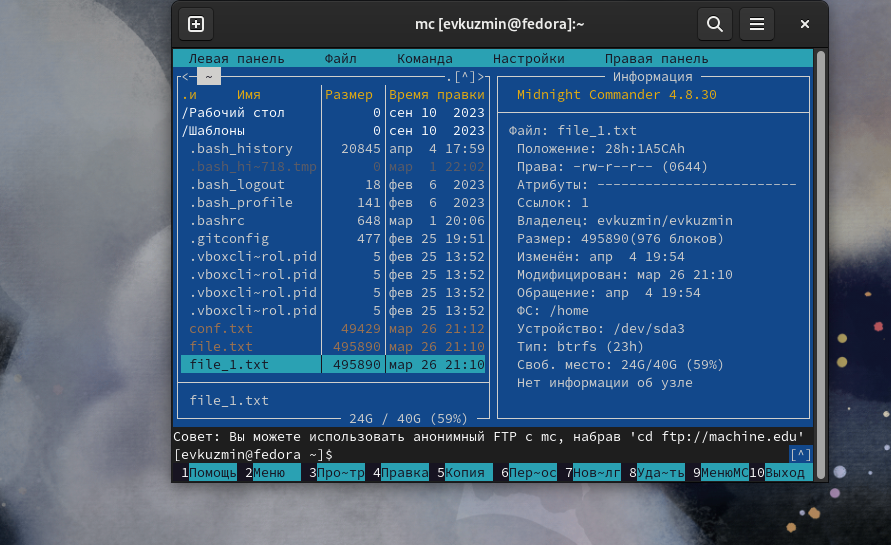 mc [evkuzmin@fedora]:~
Левая панель Файл Команда Настройки Правая панель
<─ ~ .[^]>
.и Имя Размер Время правки
/Рабочий стол 0 сен 10 2023
/Шаблоны 0 сен 10 2023
.bash_history 20845 апр 4 17:59
.bash_hi-718.tmp 0 мар 1 22:02
.bash_logout 18 фев 6 2023
.bash_profile 141 фев 6 2023
.bashrc 648 мар 1 20:06
.gitconfig 477 фев 25 19:51
.vboxcli~rol.pid 5 фев 25 13:52
.vboxcli~rol.pid 5 фев 25 13:52
.vboxcli~rol.pid 5 фев 25 13:52
.vboxcli~rol.pid 5 фев 25 13:52
conf.txt 49429 мар 26 21:12
file.txt 495890 мар 26 21:10
file_1.txt 495890 мар 26 21:10
file_1.txt
24G / 40G (59%)
Информация
Midnight Commander 4.8.30
Файл: file_1.txt
Положение: 28h:1A5CAh
Права: -rw-r--r-- (0644)
Атрибуты: -------------------------
Ссылок: 1
Владелец: evkuzmin/evkuzmin
Размер: 495890(976 блоков)
Изменён: апр 4 19:54
Модифицирован: мар 26 21:10
Обращение: апр 4 19:54
ФС: /home
Устройство: /dev/sda3
Тип: btrfs (23h)
Своб. место: 24G/40G (59%)
Нет информации об узле
Совет: Вы можете использовать анонимный FTP с mc, набрав 'cd ftp://machine.edu'
[evkuzmin@fedora ~]$ [^]
1Помощь 2Меню 3Про~тр 4Правка 5Копия 6Пер~ос 7Нов~лг 8Уда~ть 9МенюMC 10Выход